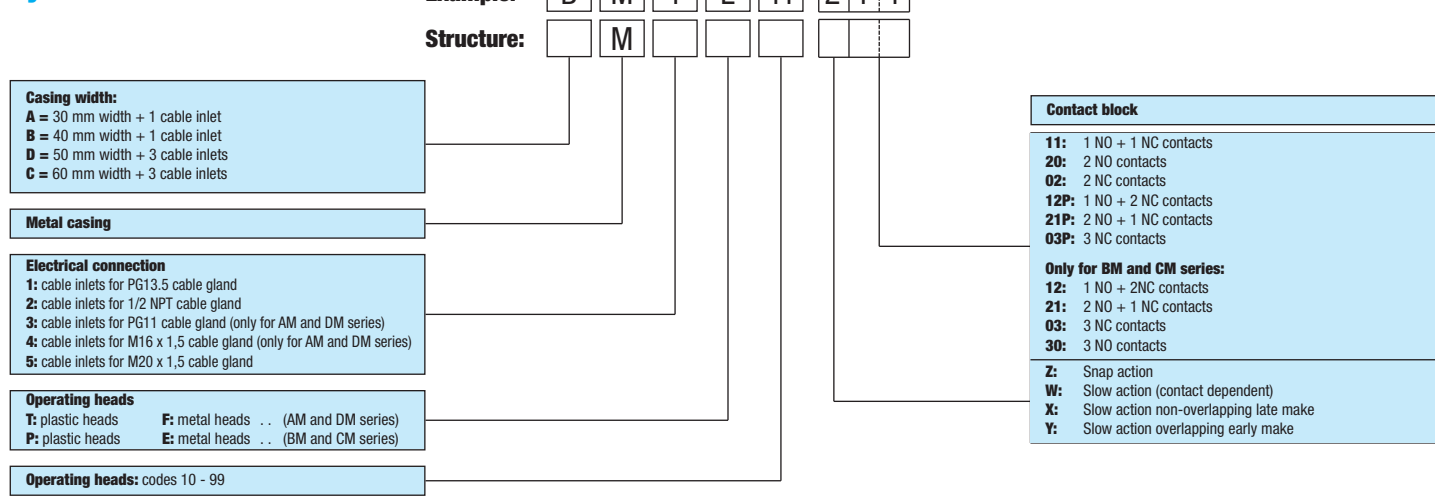 Example:
Structure: M
Casing width:
A = 30 mm width + 1 cable inlet
B = 40 mm width + 1 cable inlet
D = 50 mm width + 3 cable inlets
C = 60 mm width + 3 cable inlets
Metal casing
Electrical connection
1: cable inlets for PG13.5 cable gland
2: cable inlets for 1/2 NPT cable gland
3: cable inlets for PG11 cable gland (only for AM and DM series)
4: cable inlets for M16 x 1,5 cable gland (only for AM and DM series)
5: cable inlets for M20 x 1,5 cable gland
Operating heads
T: plastic heads F: metal heads . . (AM and DM series)
P: plastic heads E: metal heads . . (BM and CM series)
Operating heads: codes 10 - 99
Contact block
11: 1 NO + 1 NC contacts
20: 2 NO contacts
02: 2 NC contacts
12P: 1 NO + 2 NC contacts
21P: 2 NO + 1 NC contacts
03P: 3 NC contacts
Only for BM and CM series:
12: 1 NO + 2NC contacts
21: 2 NO + 1 NC contacts
03: 3 NC contacts
30: 3 NO contacts
Z: Snap action
W: Slow action (contact dependent)
X: Slow action non-overlapping late make
Y: Slow action overlapping early make